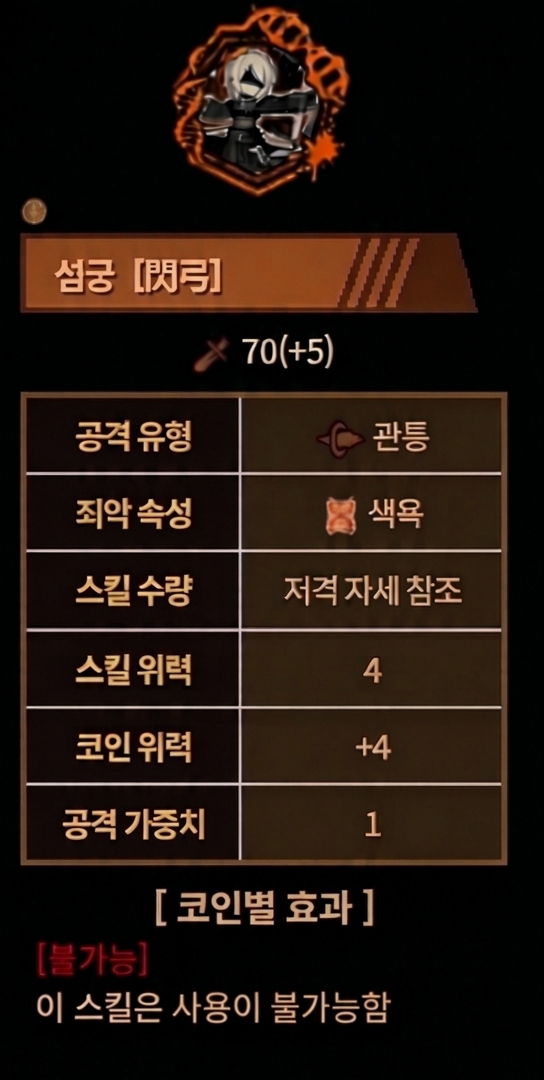 섬궁 [閃弓]
70(+5)
공격 유형 관통
죄악 속성 색욕
스킬 수량 저격 자세 참조
스킬 위력 4
코인 위력 +4
공격 가중치 1
[ 코인별 효과 ]
[불가능]
이 스킬은 사용이 불가능함